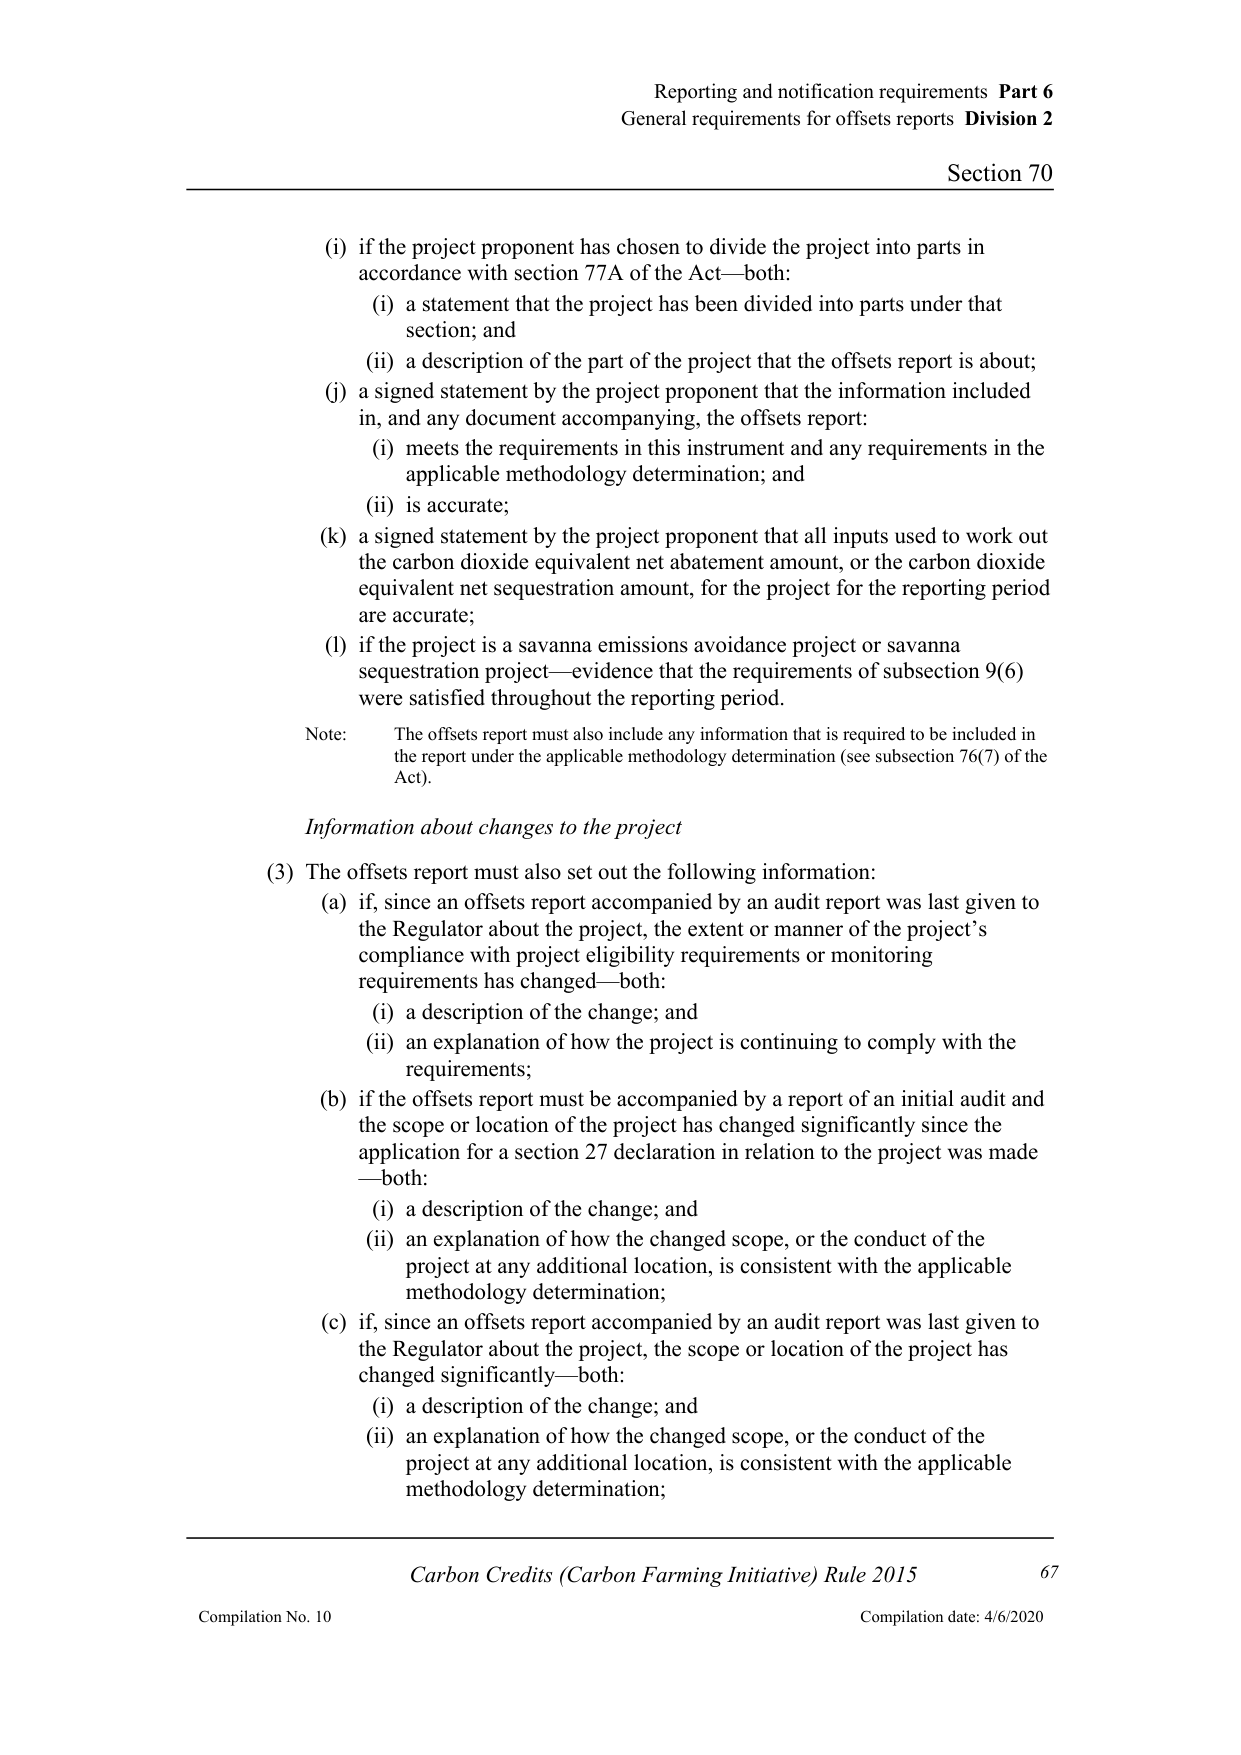 Reporting and notification requirements  Part 6
General requirements for offsets reports  Division 2
Section 70
(i) if the project proponent has chosen to divide the project into parts in
accordance with section 77A of the Act—both:
(i) a statement that the project has been divided into parts under that
section; and
(ii) a description of the part of the project that the offsets report is about;
(j) a signed statement by the project proponent that the information included
in, and any document accompanying, the offsets report:
(i) meets the requirements in this instrument and any requirements in the
applicable methodology determination; and
(ii) is accurate;
(k) a signed statement by the project proponent that all inputs used to work out
the carbon dioxide equivalent net abatement amount, or the carbon dioxide
equivalent net sequestration amount, for the project for the reporting period
are accurate;
(l) if the project is a savanna emissions avoidance project or savanna
sequestration project—evidence that the requirements of subsection 9(6)
were satisfied throughout the reporting period.
Note: The offsets report must also include any information that is required to be included in
the report under the applicable methodology determination (see subsection 76(7) of the
Act).
Information about changes to the project
(3) The offsets report must also set out the following information:
(a) if, since an offsets report accompanied by an audit report was last given to
the Regulator about the project, the extent or manner of the project’s
compliance with project eligibility requirements or monitoring
requirements has changed—both:
(i) a description of the change; and
(ii) an explanation of how the project is continuing to comply with the
requirements;
(b) if the offsets report must be accompanied by a report of an initial audit and
the scope or location of the project has changed significantly since the
application for a section 27 declaration in relation to the project was made
—both:
(i) a description of the change; and
(ii) an explanation of how the changed scope, or the conduct of the
project at any additional location, is consistent with the applicable
methodology determination;
(c) if, since an offsets report accompanied by an audit report was last given to
the Regulator about the project, the scope or location of the project has
changed significantly—both:
(i) a description of the change; and
(ii) an explanation of how the changed scope, or the conduct of the
project at any additional location, is consistent with the applicable
methodology determination;
Carbon Credits (Carbon Farming Initiative) Rule 2015 67
Compilation No. 10 Compilation date: 4/6/2020